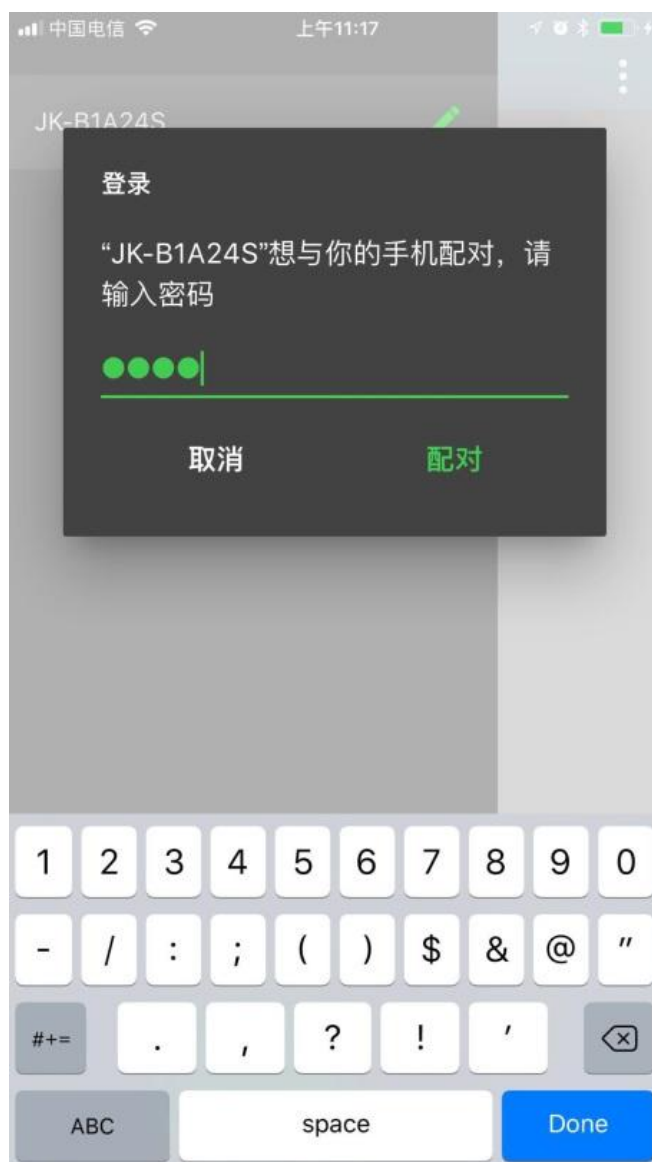 中国电信
上午11:17
JK-B1A24S
登录
“JK-B1A24S”想与你的手机配对，请
输入密码
●●●●
取消
配对
1 2 3 4 5 6 7 8 9 0
- / : ; ( ) $ & @ "
#+= . , ? ! '
ABC space Done